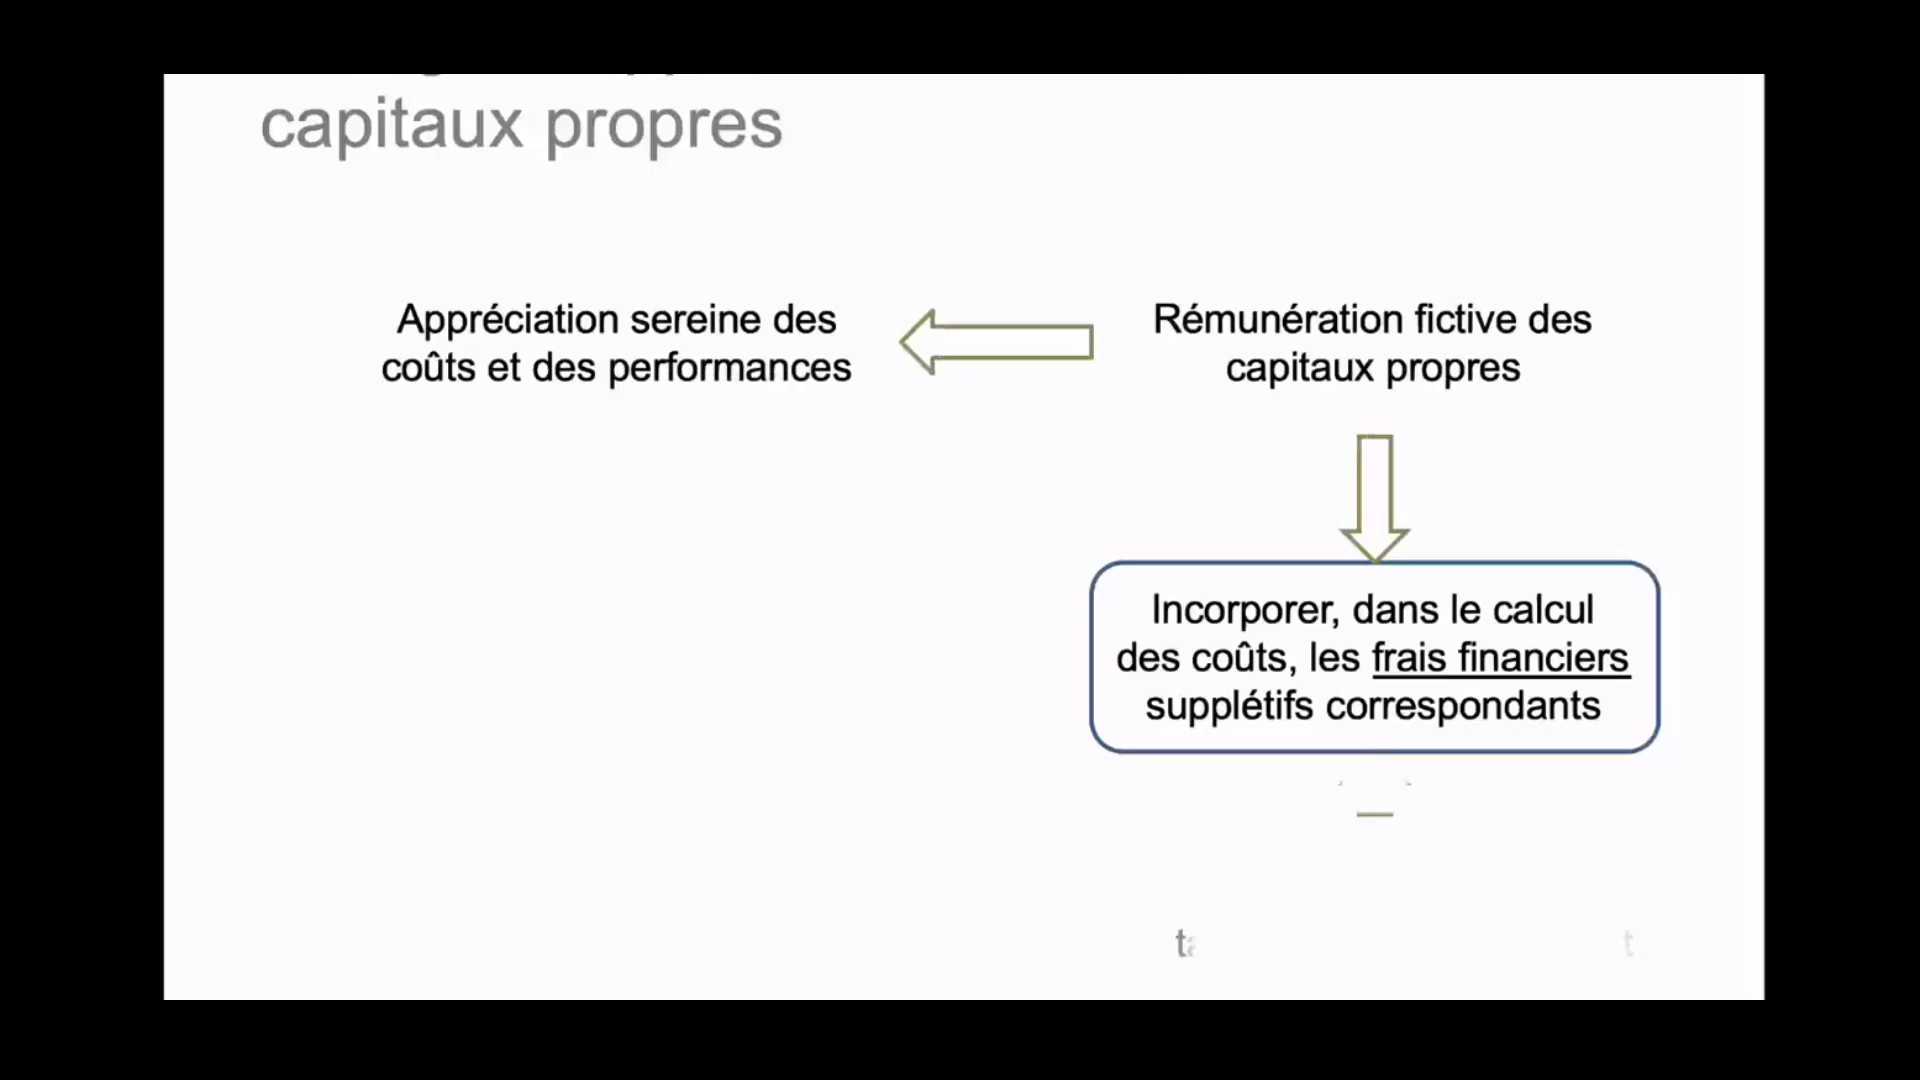 capitaux propres
Appréciation sereine des
coûts et des performances
Rémunération fictive des
capitaux propres
Incorporer, dans le calcul
des coûts, les frais financiers
supplétifs correspondants